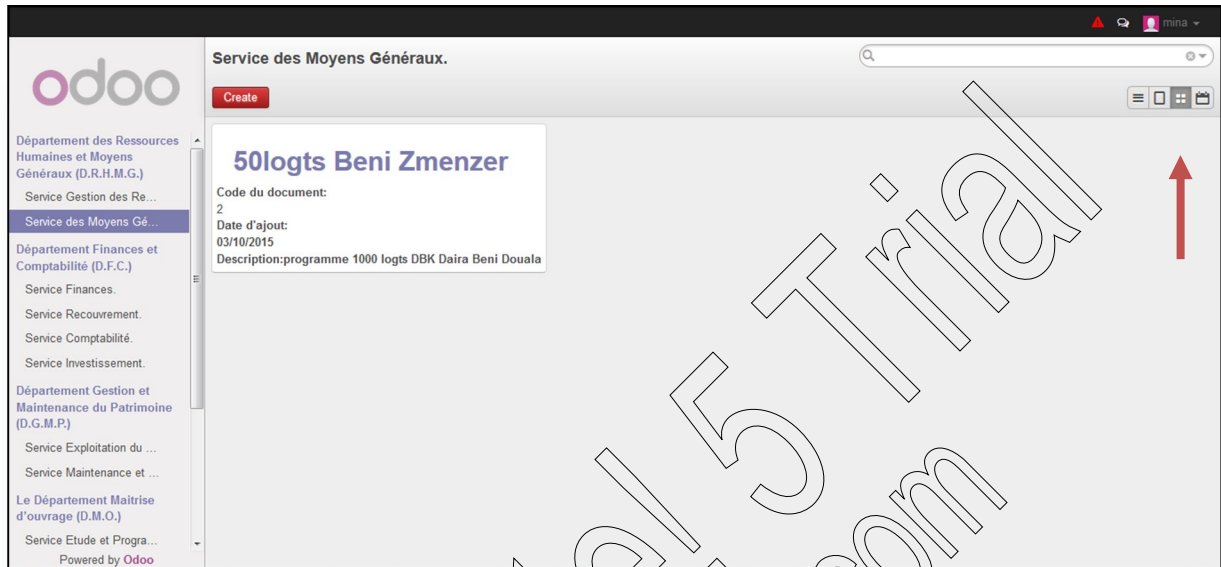 mina
odoo
Service des Moyens Généraux.
Create
Département des Ressources
Humaines et Moyens
Généraux (D.R.H.M.G.)
Service Gestion des Re...
Service des Moyens Gé...
Département Finances et
Comptabilité (D.F.C.)
Service Finances.
Service Recouvrement.
Service Comptabilité.
Service Investissement.
Département Gestion et
Maintenance du Patrimoine
(D.G.M.P.)
Service Exploitation du ...
Service Maintenance et ...
Le Département Maitrise
d'ouvrage (D.M.O.)
Service Etude et Progra...
Powered by Odoo
50logts Beni Zmenzer
Code du document:
2
Date d'ajout:
03/10/2015
Description:programme 1000 logts DBK Daira Beni Douala
5 Trial